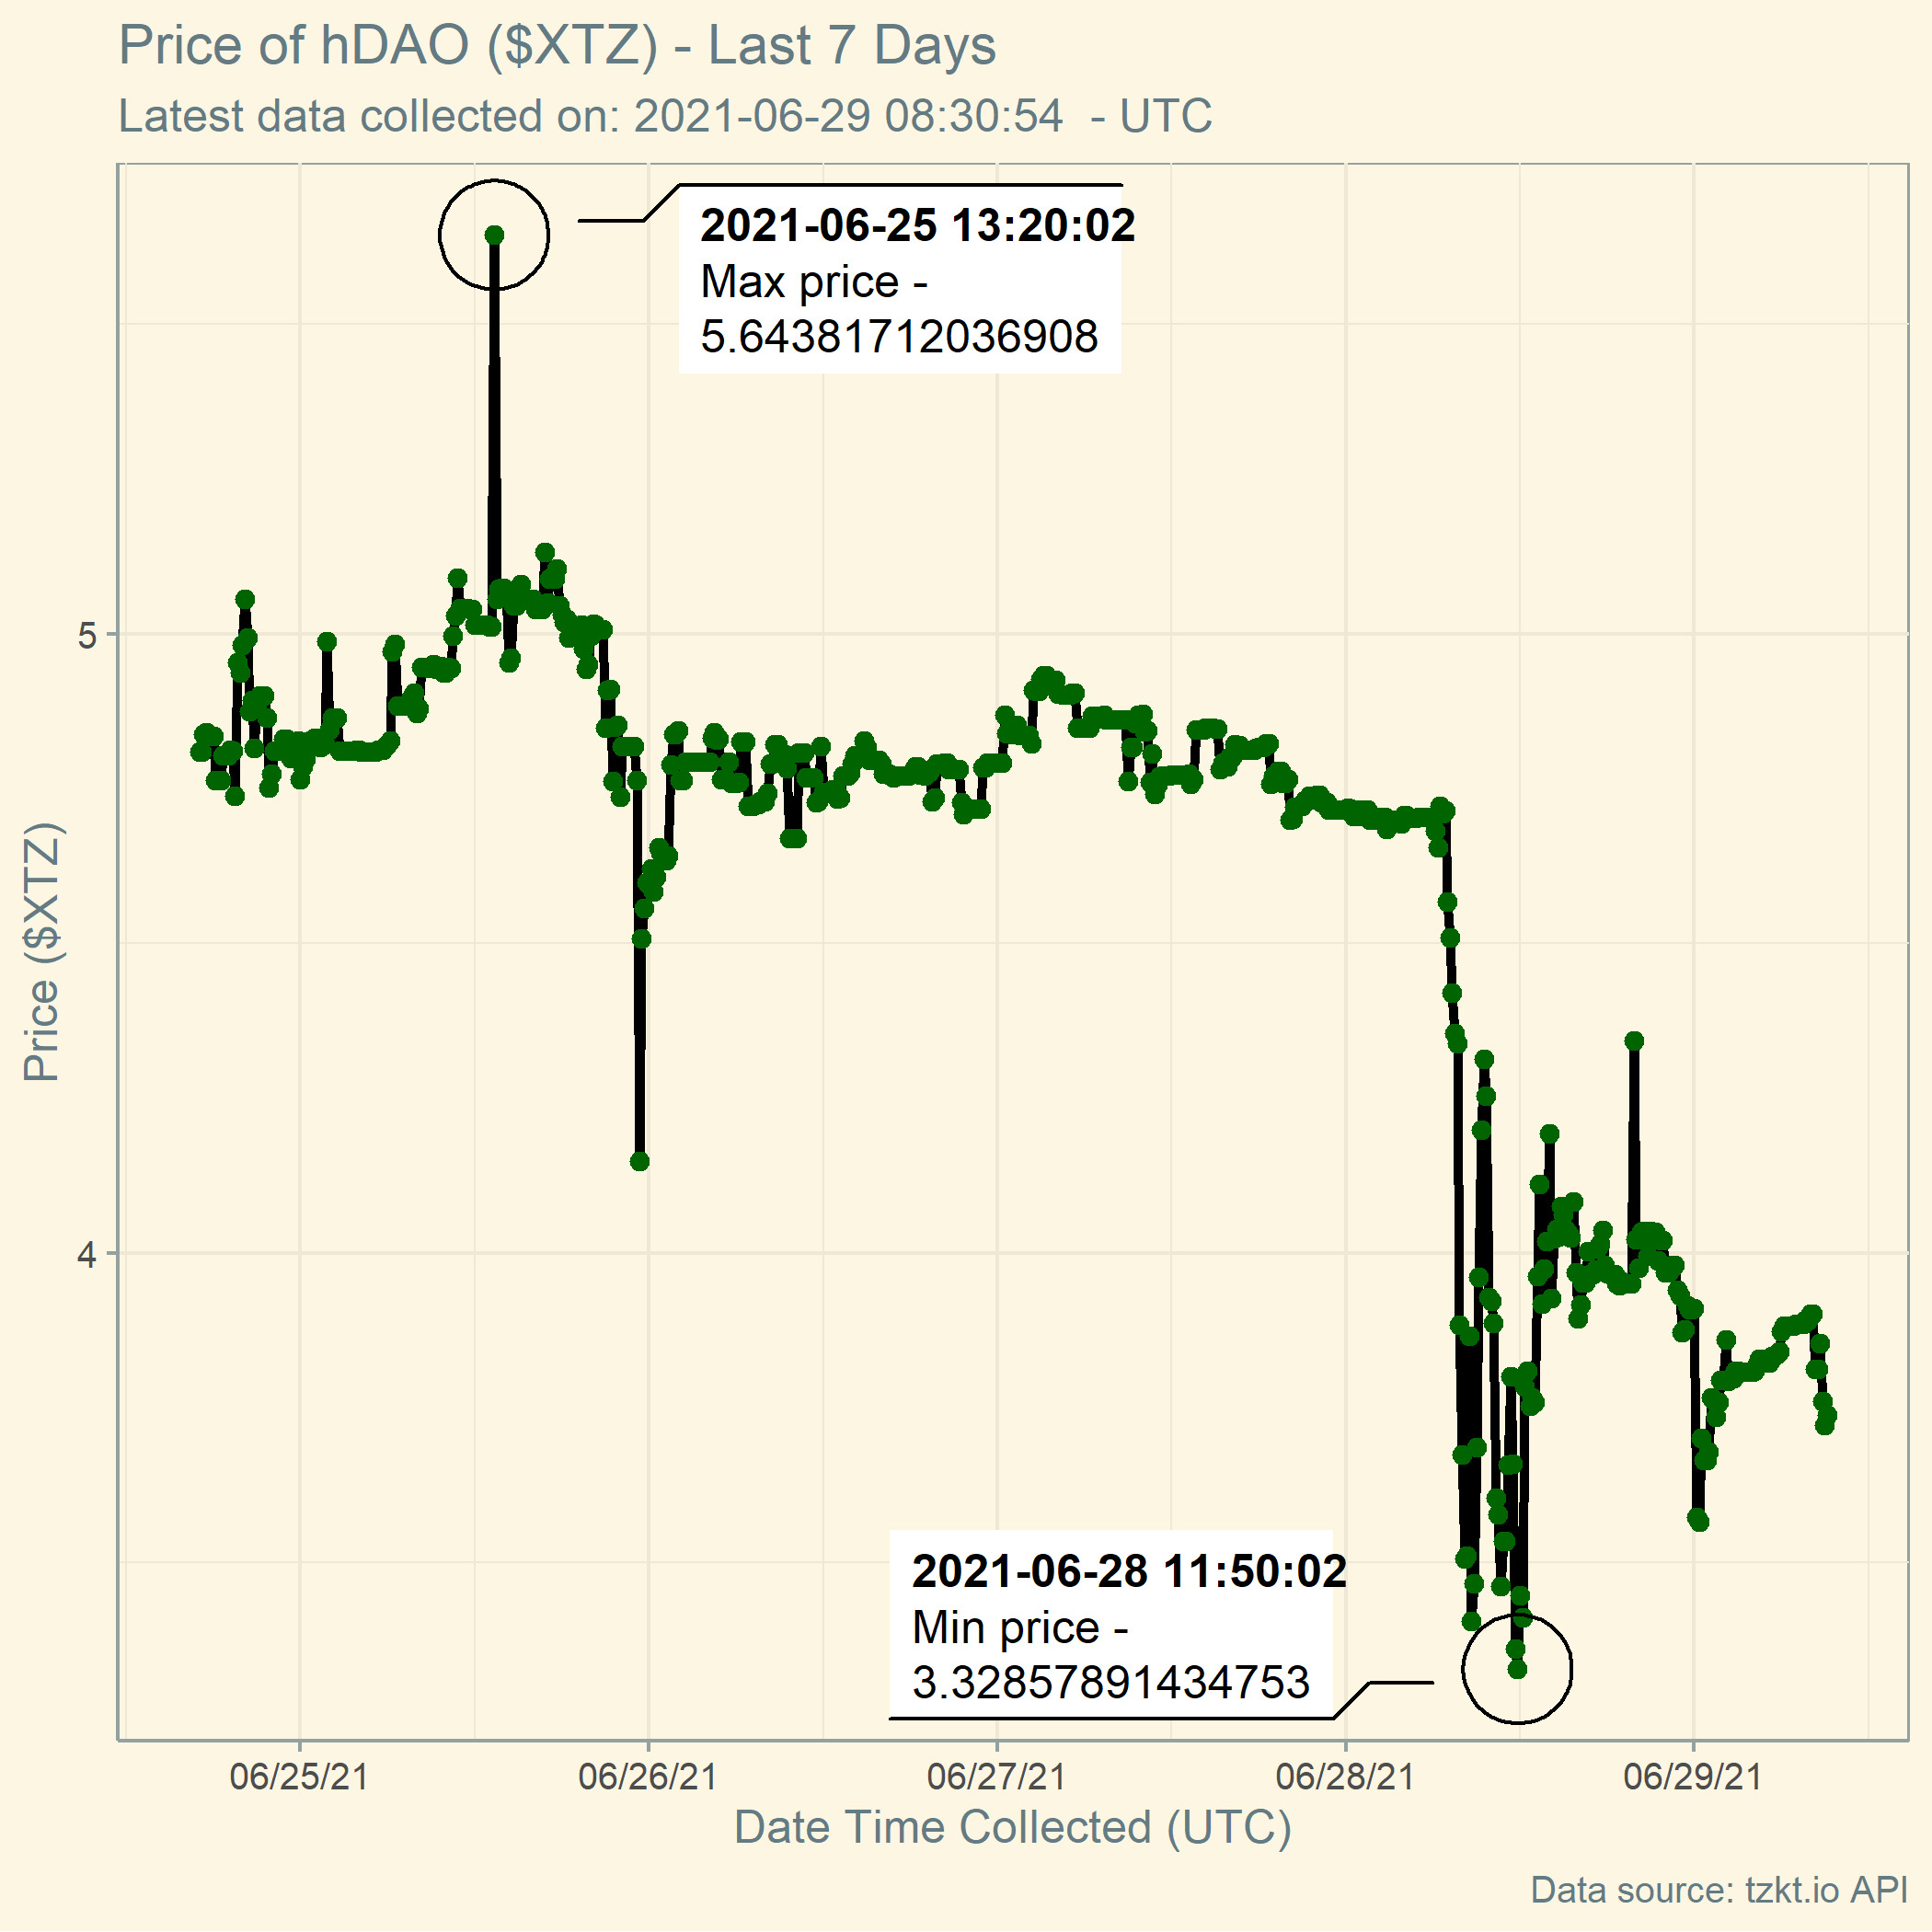 Price of hDAO ($XTZ) - Last 7 Days
Latest data collected on: 2021-06-29 08:30:54  - UTC
2021-06-25 13:20:02
Max price -
5.64381712036908
5
Price ($XTZ)
4
2021-06-28 11:50:02
Min price -
3.32857891434753
06/25/21 06/26/21 06/27/21 06/28/21 06/29/21
Date Time Collected (UTC)
Data source: tzkt.io API